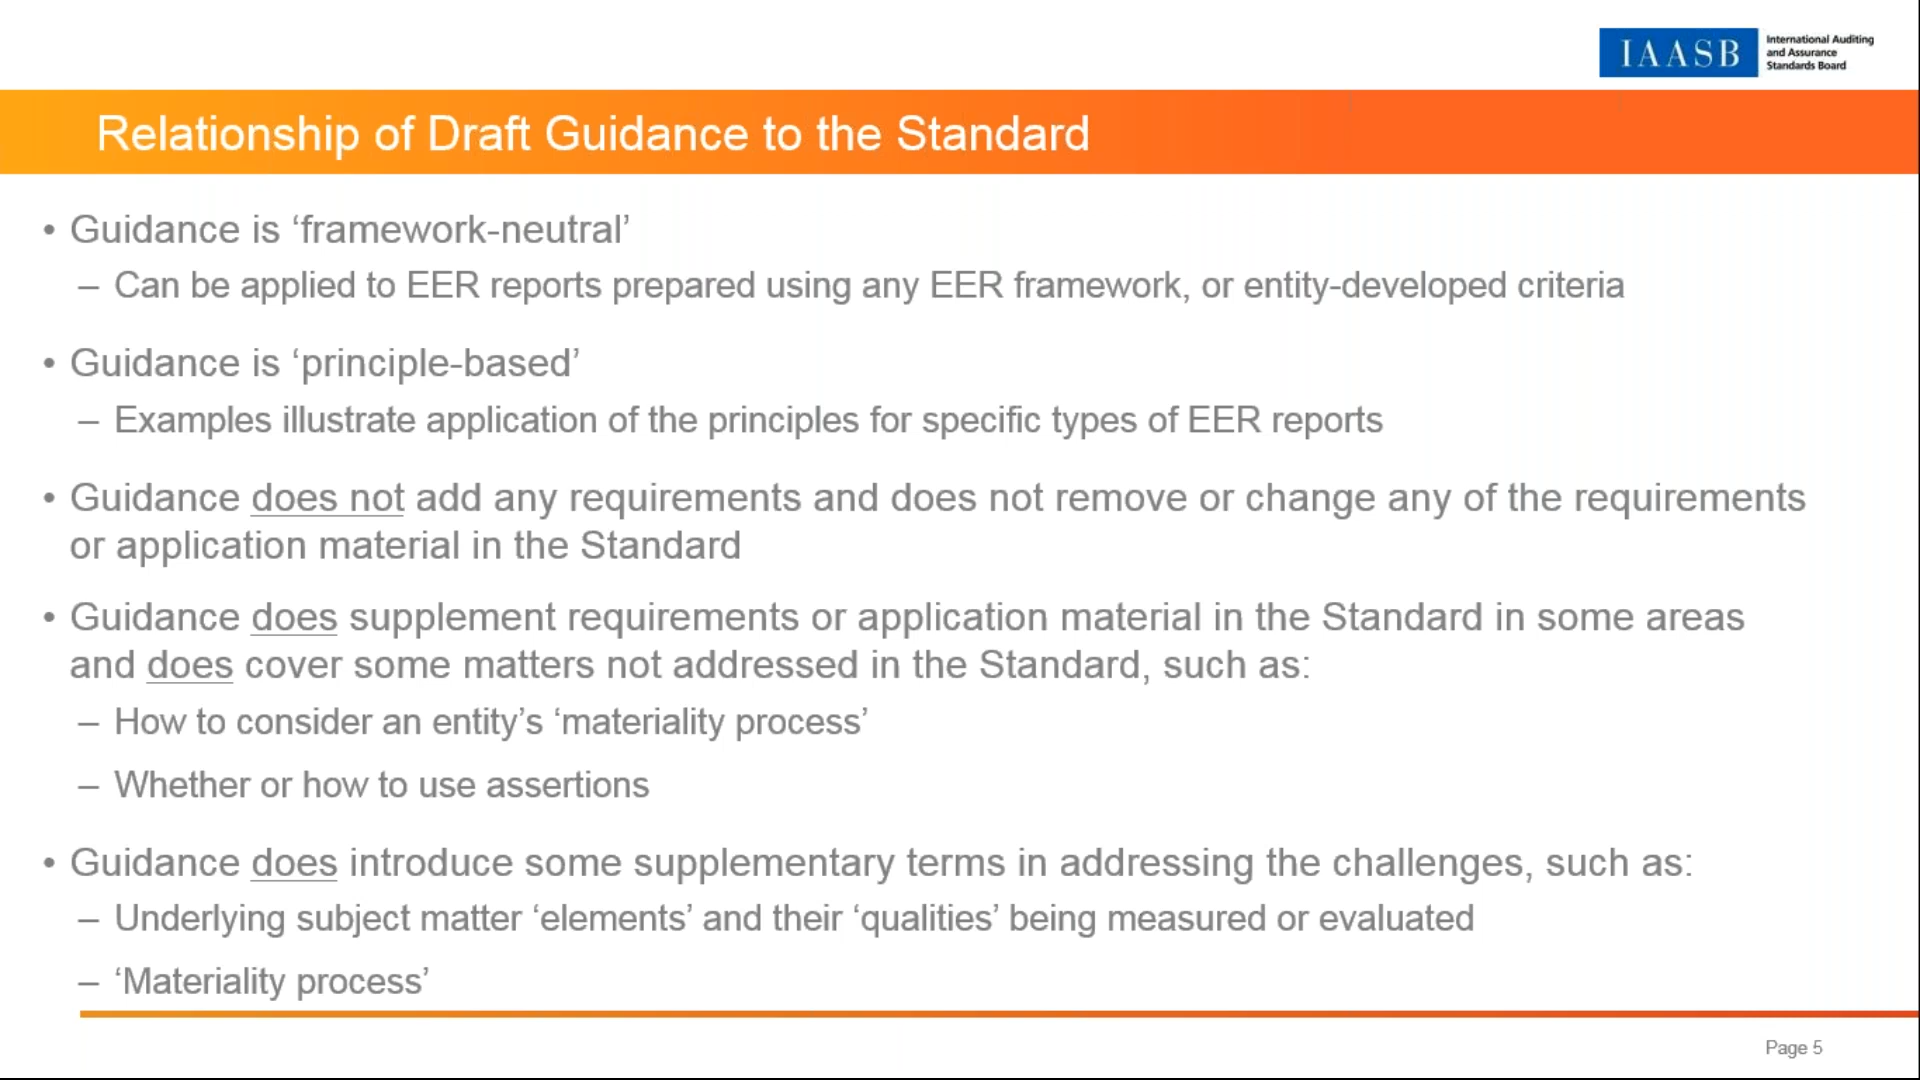 IAASB
International Auditing
and Assurance
Standards Board
Relationship of Draft Guidance to the Standard
• Guidance is ‘framework-neutral’
– Can be applied to EER reports prepared using any EER framework, or entity-developed criteria
• Guidance is ‘principle-based’
– Examples illustrate application of the principles for specific types of EER reports
• Guidance does not add any requirements and does not remove or change any of the requirements
or application material in the Standard
• Guidance does supplement requirements or application material in the Standard in some areas
and does cover some matters not addressed in the Standard, such as:
– How to consider an entity’s ‘materiality process’
– Whether or how to use assertions
• Guidance does introduce some supplementary terms in addressing the challenges, such as:
– Underlying subject matter ‘elements’ and their ‘qualities’ being measured or evaluated
– ‘Materiality process’
Page 5